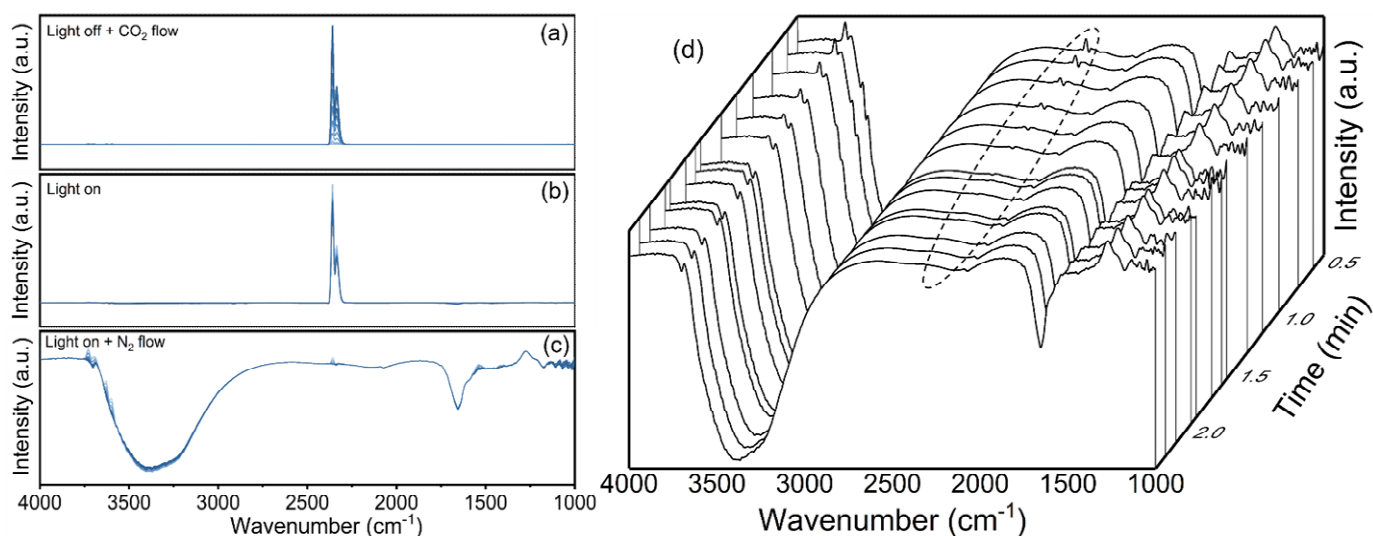 Light off + CO₂ flow
(a)
Intensity (a.u.)
Light on
(b)
Intensity (a.u.)
Light on + N₂ flow
(c)
Intensity (a.u.)
4000 3500 3000 2500 2000 1500 1000
Wavenumber (cm⁻¹)
(d)
Intensity (a.u.)
0.5
1.0
1.5
2.0
Time (min)
4000 3500 3000 2500 2000 1500 1000
Wavenumber (cm⁻¹)